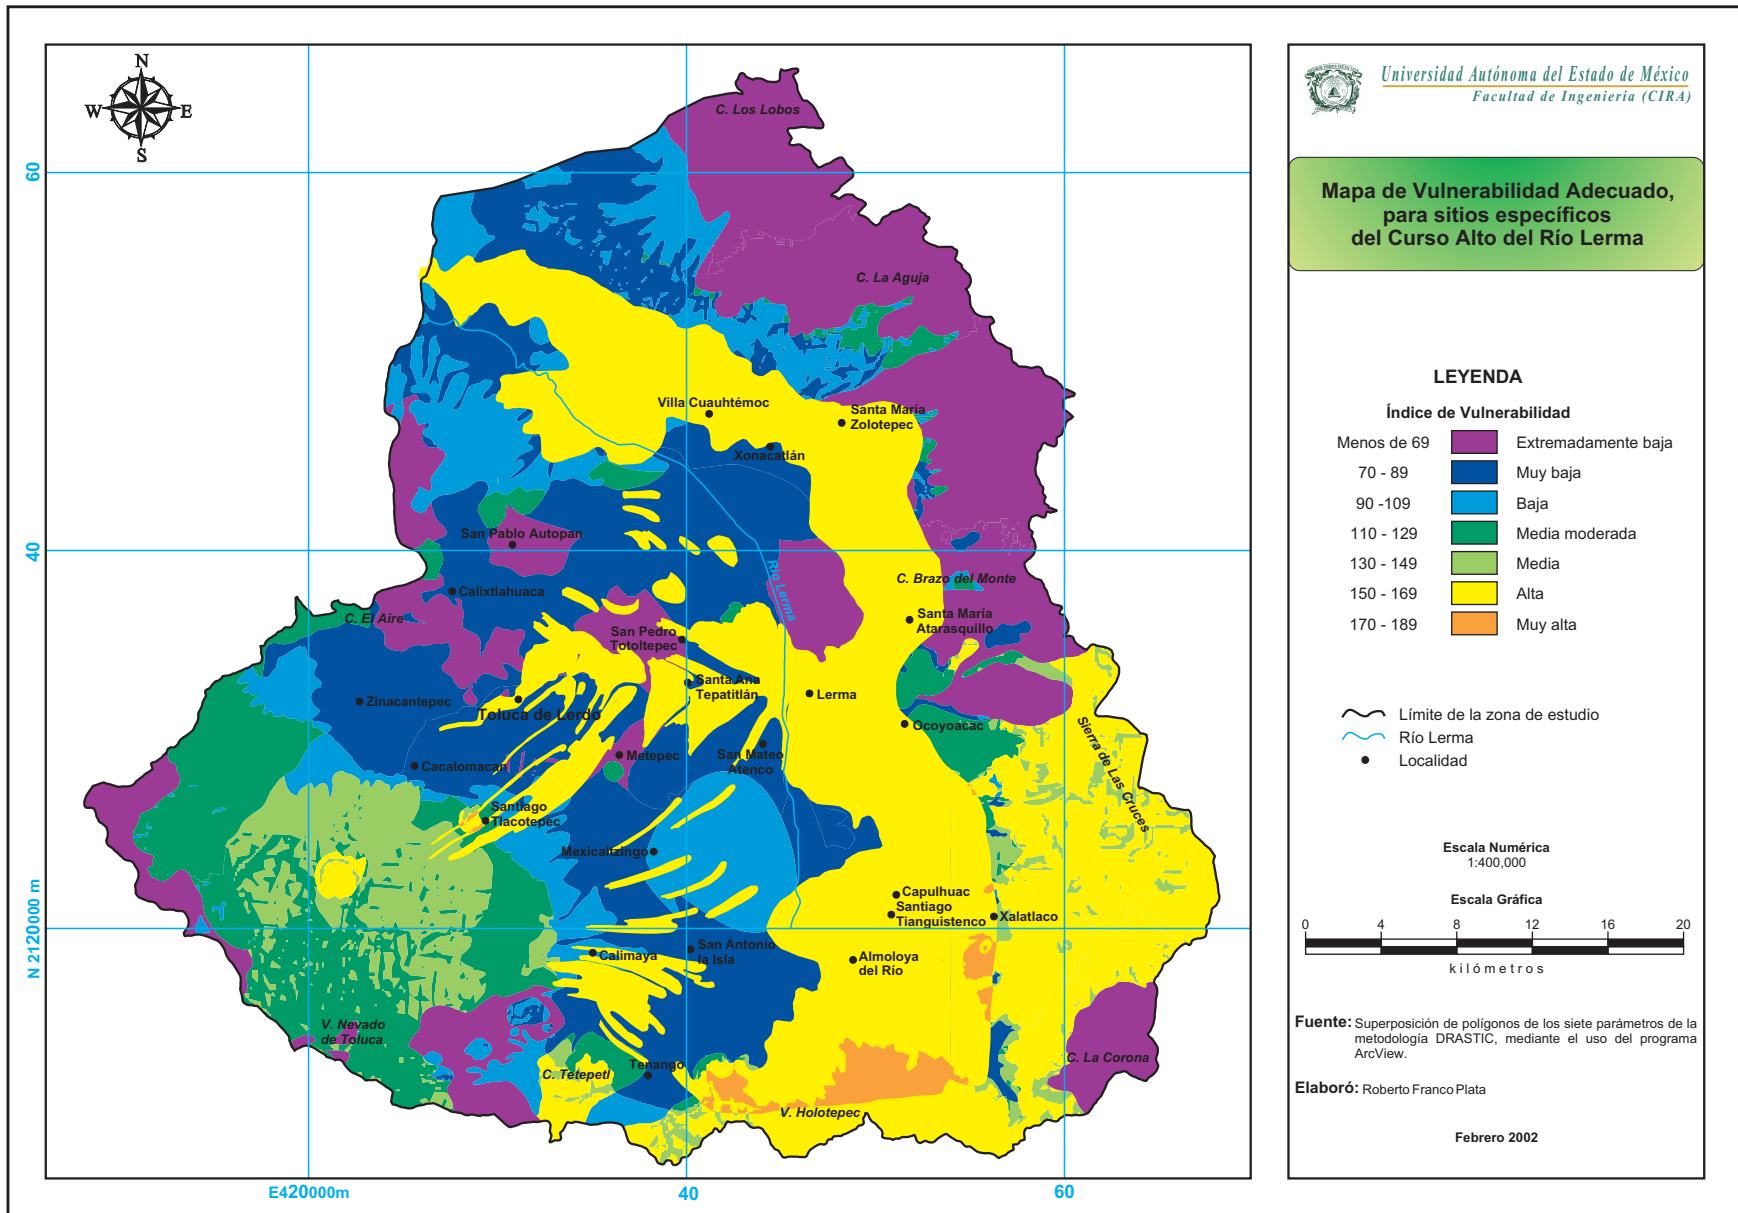 N
W
E
S
60
40
N 2120000 m
E420000m
40
60
C. Los Lobos
C. La Aguja
Villa Cuauhtémoc
Santa María
Zolotepec
Xonacatlán
San Pablo Autopan
Río Lerma
C. Brazo del Monte
Calixtlahuaca
C. El Aire
San Pedro
Totoltepec
Santa María
Atarasquillo
Santa Ana
Tepatitlán
Lerma
Zinacantepec
Toluca de Lerdo
Ocoyoacac
Sierra de Las Cruces
Metepec
San Mateo
Atenco
Cacalomacan
Santiago
Tlacotepec
Mexicaltzingo
Capulhuac
Santiago
Tianguistenco
Xalatlaco
San Antonio
la Isla
Calimaya
Almoloya
del Río
V. Nevado
de Toluca
C. Tetepetl
Tenango
C. La Corona
V. Holotepec
Universidad Autónoma del Estado de México
Facultad de Ingeniería (CIRA)
Mapa de Vulnerabilidad Adecuado,
para sitios específicos
del Curso Alto del Río Lerma
LEYENDA
Índice de Vulnerabilidad
Menos de 69 Extremadamente baja
70 - 89 Muy baja
90 -109 Baja
110 - 129 Media moderada
130 - 149 Media
150 - 169 Alta
170 - 189 Muy alta
Límite de la zona de estudio
Río Lerma
Localidad
Escala Numérica
1:400,000
Escala Gráfica
0 4 8 12 16 20
kilómetros
Fuente: Superposición de polígonos de los siete parámetros de la
metodología DRASTIC, mediante el uso del programa
ArcView.
Elaboró: Roberto Franco Plata
Febrero 2002